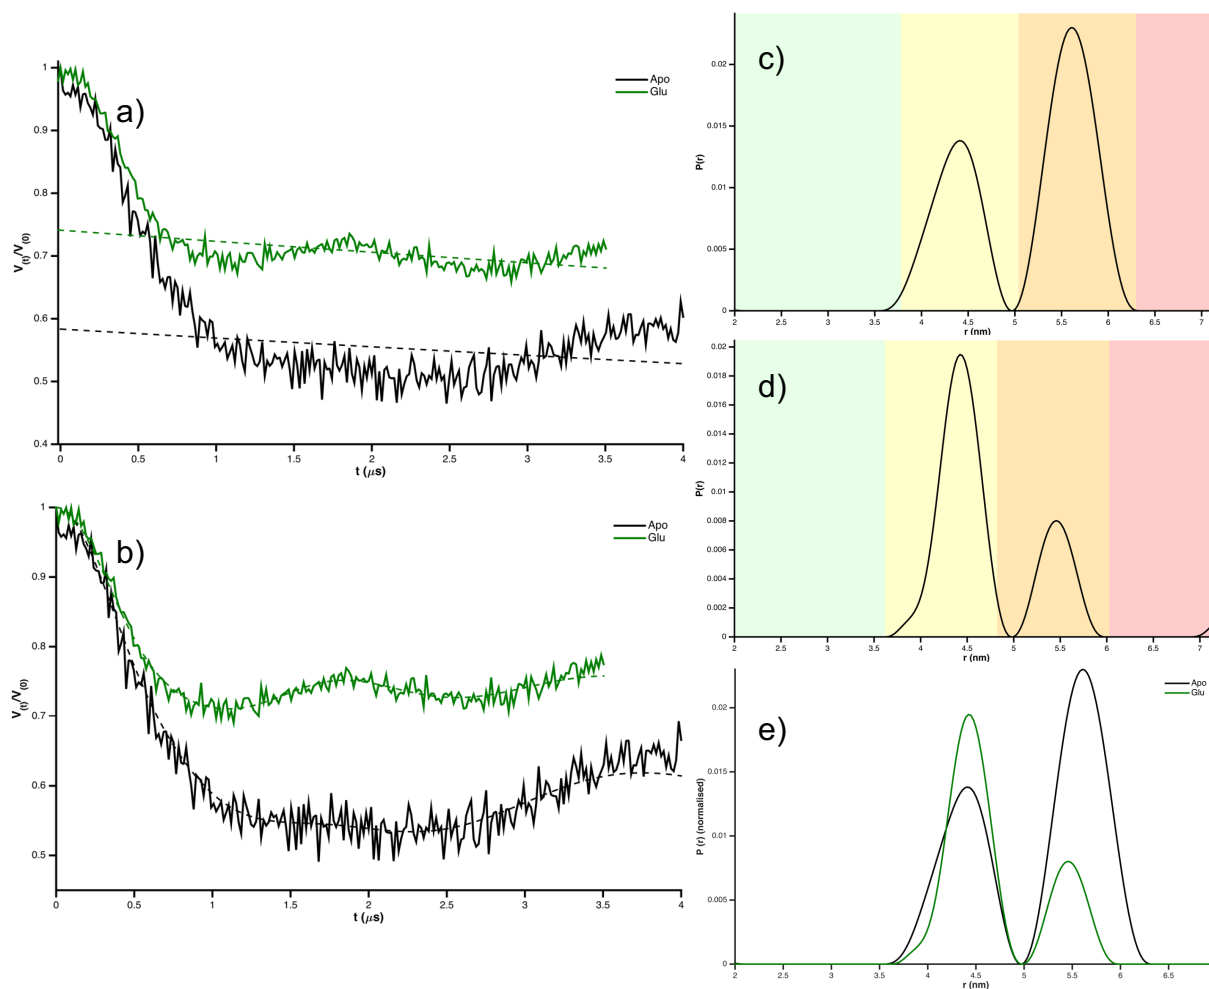 a)
Apo
Glu
V(t)/V(0)
1
0.9
0.8
0.7
0.6
0.5
0.4
0 0.5 1 1.5 2 2.5 3 3.5 4
t (μs)
b)
Apo
Glu
V(t)/V(0)
1
0.9
0.8
0.7
0.6
0.5
0 0.5 1 1.5 2 2.5 3 3.5 4
t (μs)
c)
P(r)
0.02
0.015
0.01
0.005
0
2 2.5 3 3.5 4 4.5 5 5.5 6 6.5 7
r (nm)
d)
P(r)
0.02
0.018
0.016
0.014
0.012
0.01
0.008
0.006
0.004
0.002
0
2 2.5 3 3.5 4 4.5 5 5.5 6 6.5 7
r (nm)
e)
Apo
Glu
P (r) (normalised)
0.02
0.015
0.01
0.005
0
2 2.5 3 3.5 4 4.5 5 5.5 6 6.5
r (nm)